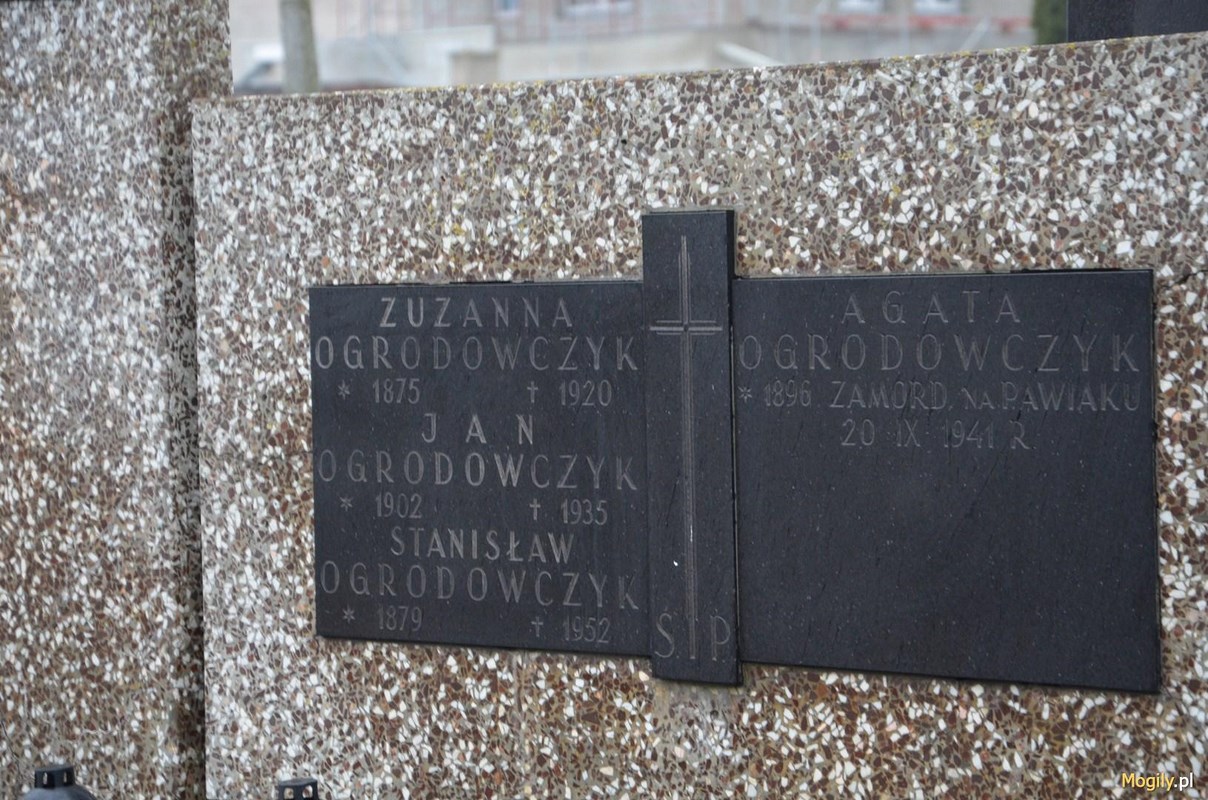 ZUZANNA
OGRODOWCZYK
* 1875 † 1920
JAN
OGRODOWCZYK
* 1902 † 1935
STANISŁAW
OGRODOWCZYK
* 1879 † 1952
S P
AGATA
OGRODOWCZYK
* 1896 ZAMORD. NA PAWIAKU
20 IX 1941 R
Mogily.pl